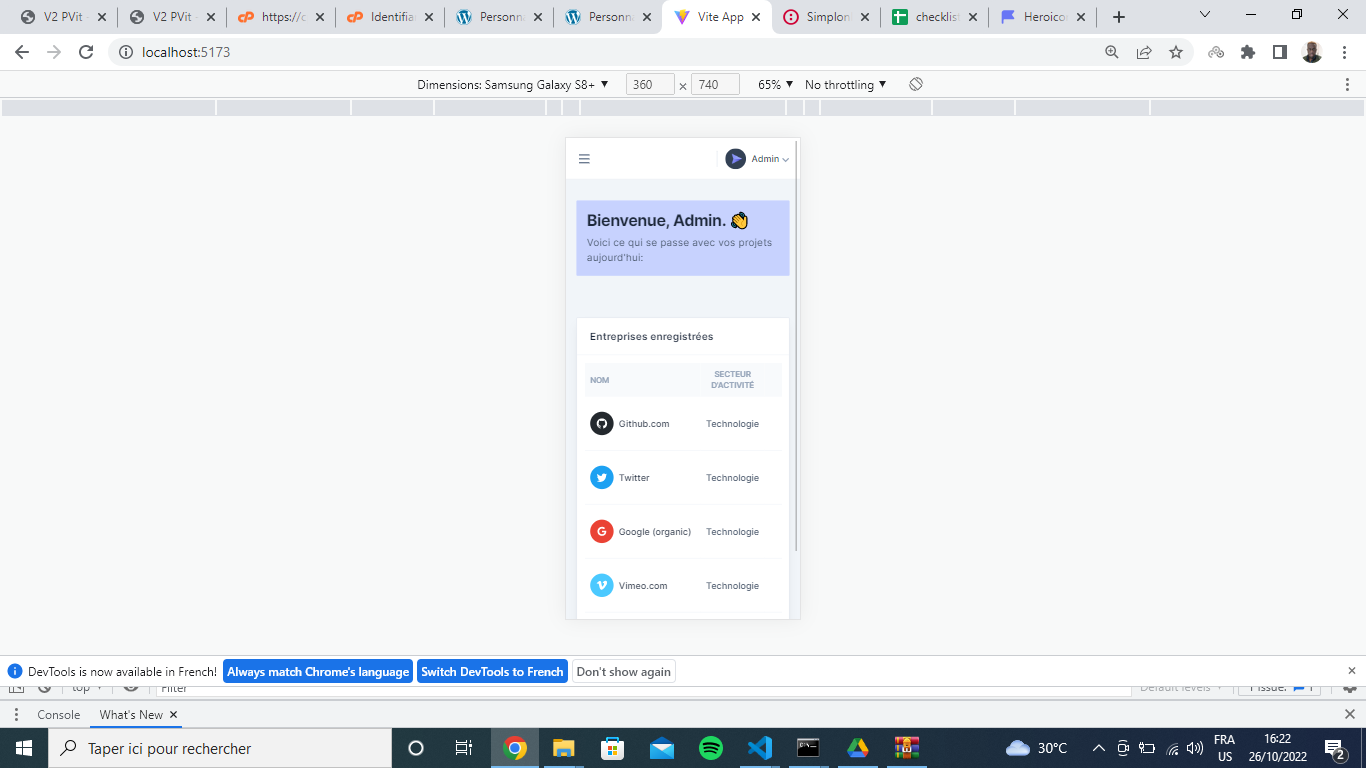 V2 PVit
V2 PVit
https://c
Identifia
Personna
Personna
Vite App
Simplon
checklist
Heroico
localhost:5173
Dimensions: Samsung Galaxy S8+ 360 × 740 65% No throttling
Admin
Bienvenue, Admin. 👋
Voici ce qui se passe avec vos projets
aujourd'hui:
Entreprises enregistrées
NOM
SECTEUR
D'ACTIVITÉ
Github.com Technologie
Twitter Technologie
Google (organic) Technologie
Vimeo.com Technologie
DevTools is now available in French! Always match Chrome's language Switch DevTools to French Don't show again
top Filter Default levels 1 Issue: 1
Console What's New
Taper ici pour rechercher
30°C
FRA
US
16:22
26/10/2022
2